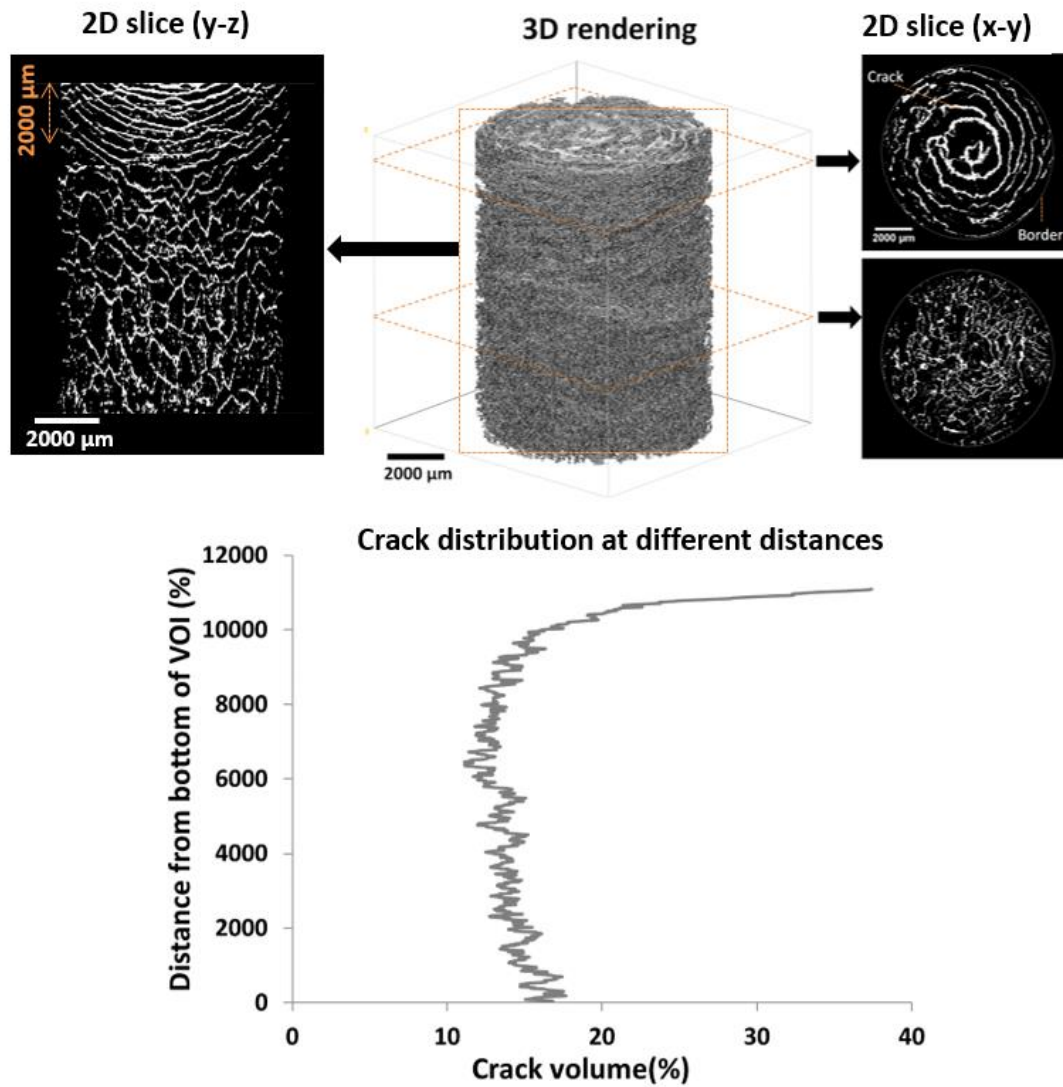 2D slice (y-z)
3D rendering
2D slice (x-y)
2000 µm
2000 µm
2000 µm
Crack
2000 µm
Border
Crack distribution at different distances
Distance from bottom of VOI (%)
12000
10000
8000
6000
4000
2000
0
0 10 20 30 40
Crack volume(%)